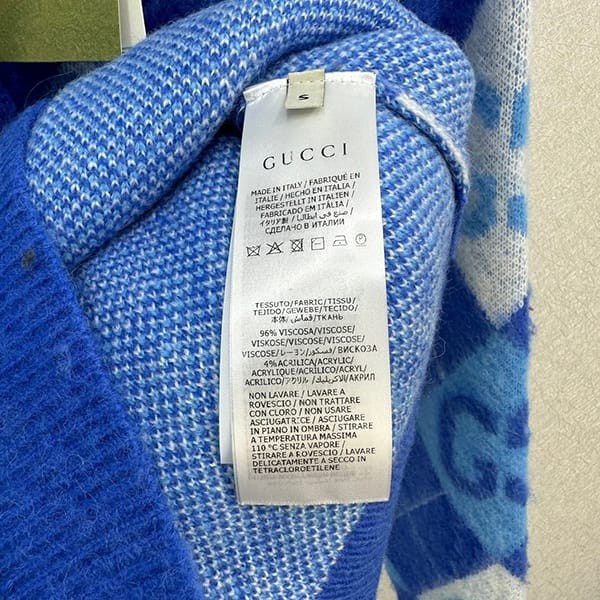 S
GUCCI
MADE IN ITALY / FABRIQUÉ EN
ITALIE / HECHO EN ITALIA /
HERGESTELLT IN ITALIEN /
FABRICADO EM ITÁLIA /
イタリア製 / صنع في ايطاليا /
СДЕЛАНО В ИТАЛИИ
TESSUTO/FABRIC/TISSU/
TEJIDO/GEWEBE/TECIDO/
本体/قماش/ТКАНЬ
96% VISCOSA/VISCOSE/
VISCOSE/VISCOSA/VISKOSE/
VISCOSE/レーヨン/فسكوز/ВИСКОЗА
4% ACRILICA/ACRYLIC/
ACRYLIQUE/ACRILICO/ACRYL/
ACRÍLICO/アクリル/الاكريليك/АКРИЛ
NON LAVARE / LAVARE A
ROVESCIO / NON TRATTARE
CON CLORO / NON USARE
ASCIUGATRICE / ASCIUGARE
IN PIANO IN OMBRA / STIRARE
A TEMPERATURA MASSIMA
110 °C SENZA VAPORE /
STIRARE A ROVESCIO / LAVARE
DELICATAMENTE A SECCO IN
TETRACLOROETILENE